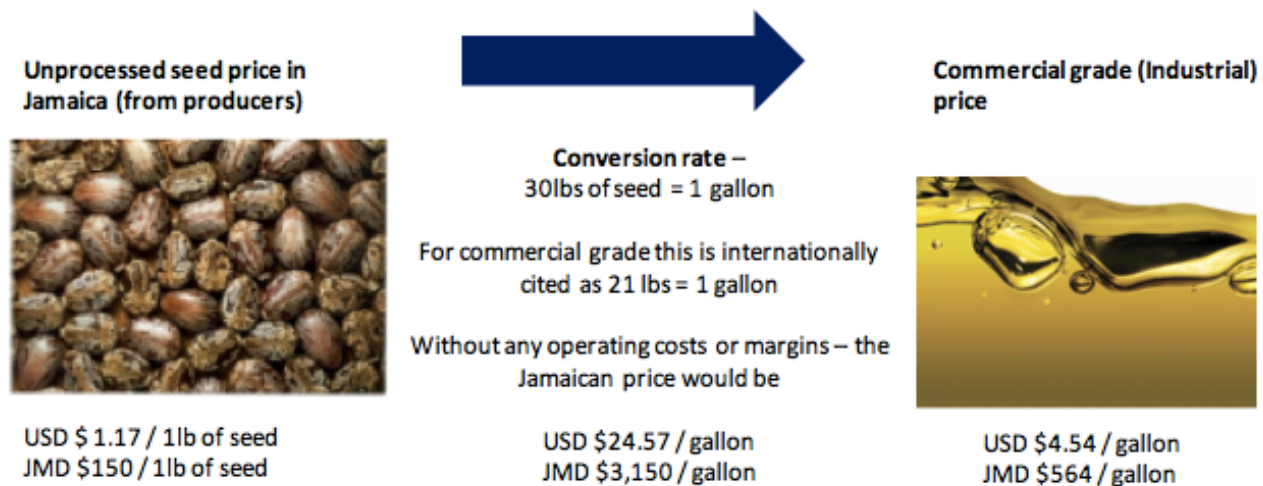 Unprocessed seed price in
Jamaica (from producers)
USD $ 1.17 / 1lb of seed
JMD $150 / 1lb of seed
Conversion rate –
30lbs of seed = 1 gallon
For commercial grade this is internationally
cited as 21 lbs = 1 gallon
Without any operating costs or margins – the
Jamaican price would be
USD $24.57 / gallon
JMD $3,150 / gallon
Commercial grade (Industrial)
price
USD $4.54 / gallon
JMD $564 / gallon